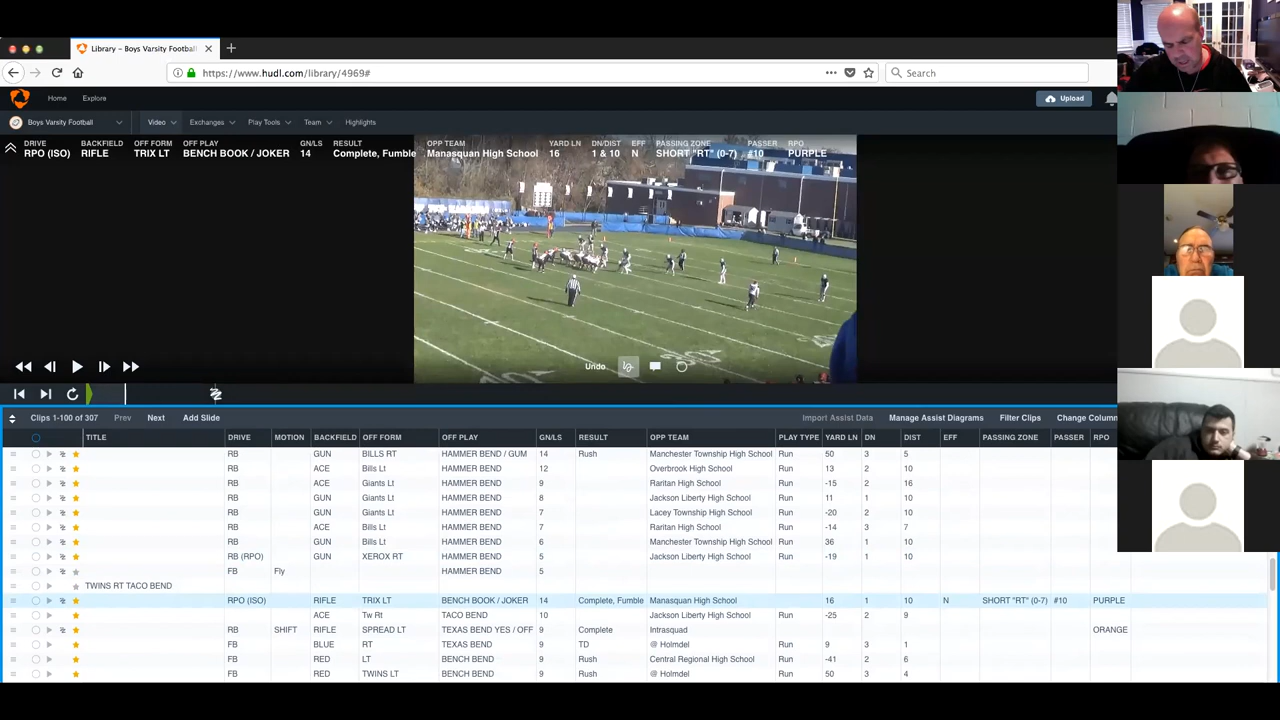 Library – Boys Varsity Football
https://www.hudl.com/library/4969#
Search
Home Explore
Upload
Boys Varsity Football Video Exchanges Play Tools Team Highlights
DRIVE BACKFIELD OFF FORM OFF PLAY GN/LS RESULT OPP TEAM YARD LN DN/DIST EFF PASSING ZONE PASSER RPO
RPO (ISO) RIFLE TRIX LT BENCH BOOK / JOKER 14 Complete, Fumble Manasquan High School 16 1 & 10 N SHORT "RT" (0-7) #10 PURPLE
Undo
Clips 1-100 of 307 Prev Next Add Slide Import Assist Data Manage Assist Diagrams Filter Clips Change Column
TITLE DRIVE MOTION BACKFIELD OFF FORM OFF PLAY GN/LS RESULT OPP TEAM PLAY TYPE YARD LN DN DIST EFF PASSING ZONE PASSER RPO
RB GUN BILLS RT HAMMER BEND / GUM 14 Rush Manchester Township High School Run 50 3 5
RB ACE Bills Lt HAMMER BEND 12 Overbrook High School Run 13 2 10
RB ACE Giants Lt HAMMER BEND 9 Raritan High School Run -15 2 16
RB GUN Giants Lt HAMMER BEND 8 Jackson Liberty High School Run 11 1 10
RB GUN Giants Lt HAMMER BEND 7 Lacey Township High School Run -20 2 10
RB ACE Bills Lt HAMMER BEND 7 Raritan High School Run -14 3 7
RB GUN Bills Lt HAMMER BEND 6 Manchester Township High School Run 36 1 10
RB (RPO) GUN XEROX RT HAMMER BEND 5 Jackson Liberty High School Run -19 1 10
FB Fly HAMMER BEND 5
TWINS RT TACO BEND
RPO (ISO) RIFLE TRIX LT BENCH BOOK / JOKER 14 Complete, Fumble Manasquan High School 16 1 10 N SHORT "RT" (0-7) #10 PURPLE
ACE Tw Rt TACO BEND 10 Jackson Liberty High School Run -25 2 9
RB SHIFT RIFLE SPREAD LT TEXAS BEND YES / OFF 9 Complete Intrasquad ORANGE
FB BLUE RT TEXAS BEND 9 TD @ Holmdel Run 9 3 1
FB RED LT BENCH BEND 9 Rush Central Regional High School Run -41 2 6
FB RED TWINS LT BENCH BEND 9 Rush @ Holmdel Run 50 3 4